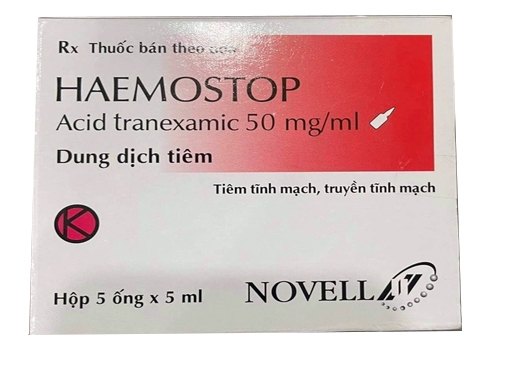 Rx Thuốc bán theo đơn
HAEMOSTOP
Acid tranexamic 50 mg/ml
Dung dịch tiêm
Tiêm tĩnh mạch, truyền tĩnh mạch
K
Hộp 5 ống x 5 ml
NOVELL